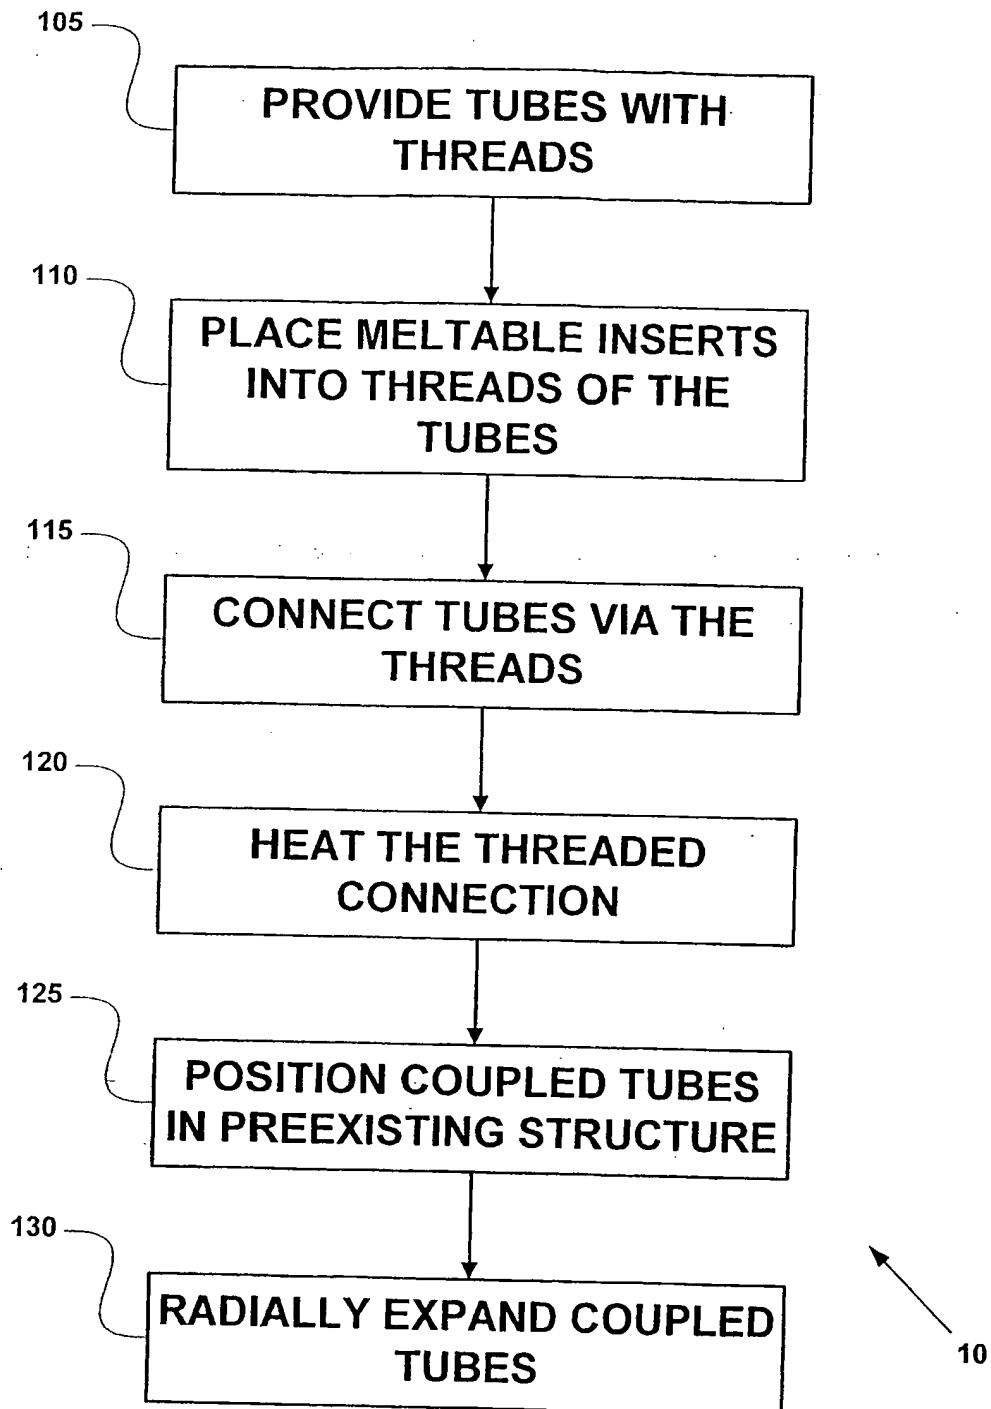 105
PROVIDE TUBES WITH
THREADS
110
PLACE MELTABLE INSERTS
INTO THREADS OF THE
TUBES
115
CONNECT TUBES VIA THE
THREADS
120
HEAT THE THREADED
CONNECTION
125
POSITION COUPLED TUBES
IN PREEXISTING STRUCTURE
130
RADIALLY EXPAND COUPLED
TUBES
10